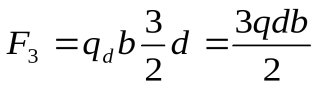 F₃ = q_d b 3/2 d = 3qdb/2